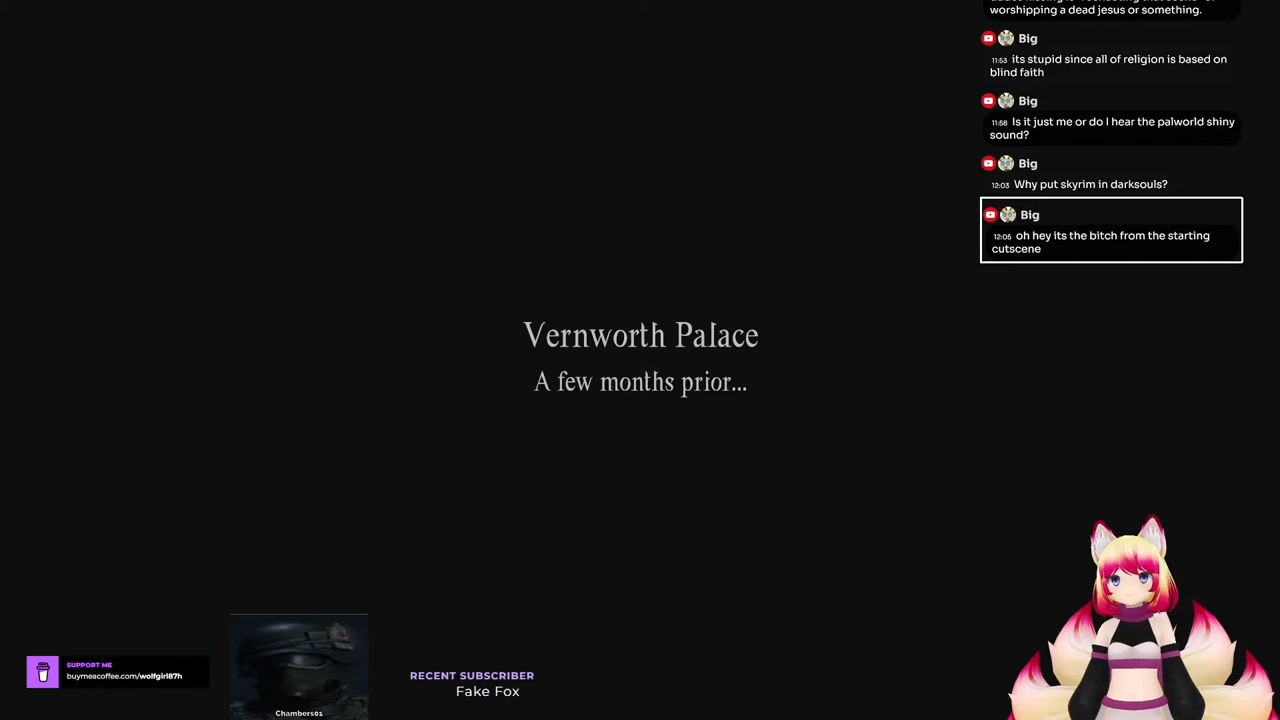 worshipping a dead jesus or something.
Big
11:53 its stupid since all of religion is based on
blind faith
Big
11:58 Is it just me or do I hear the palworld shiny
sound?
Big
12:03 Why put skyrim in darksouls?
Big
12:05 oh hey its the bitch from the starting
cutscene
Vernworth Palace
A few months prior...
SUPPORT ME
buymeacoffee.com/wolfgirl87h
Chambers01
RECENT SUBSCRIBER
Fake Fox